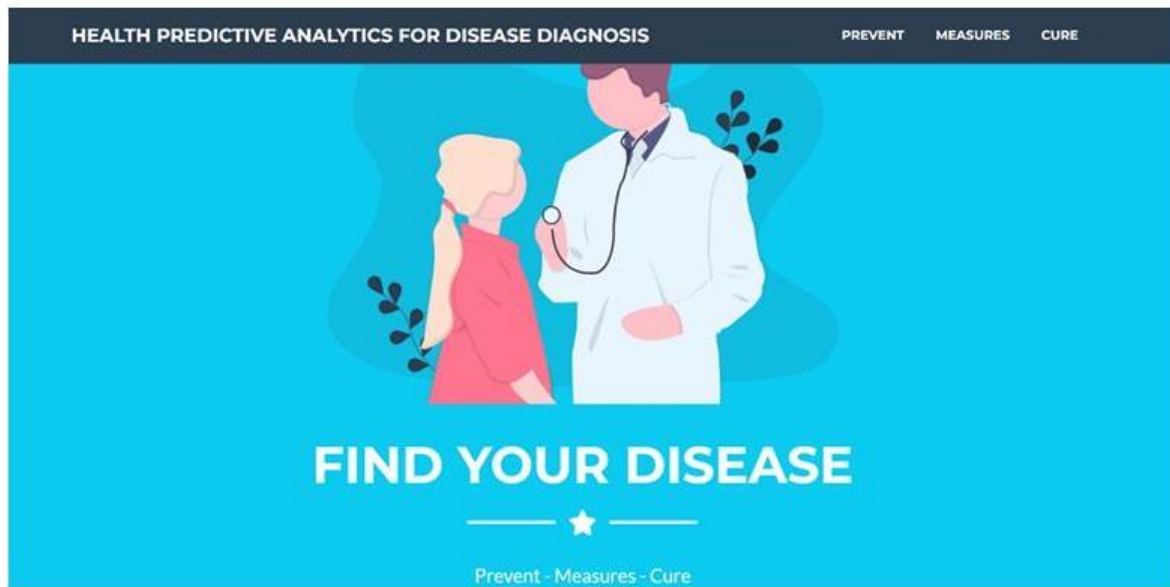 HEALTH PREDICTIVE ANALYTICS FOR DISEASE DIAGNOSIS PREVENT MEASURES CURE
FIND YOUR DISEASE
Prevent - Measures - Cure